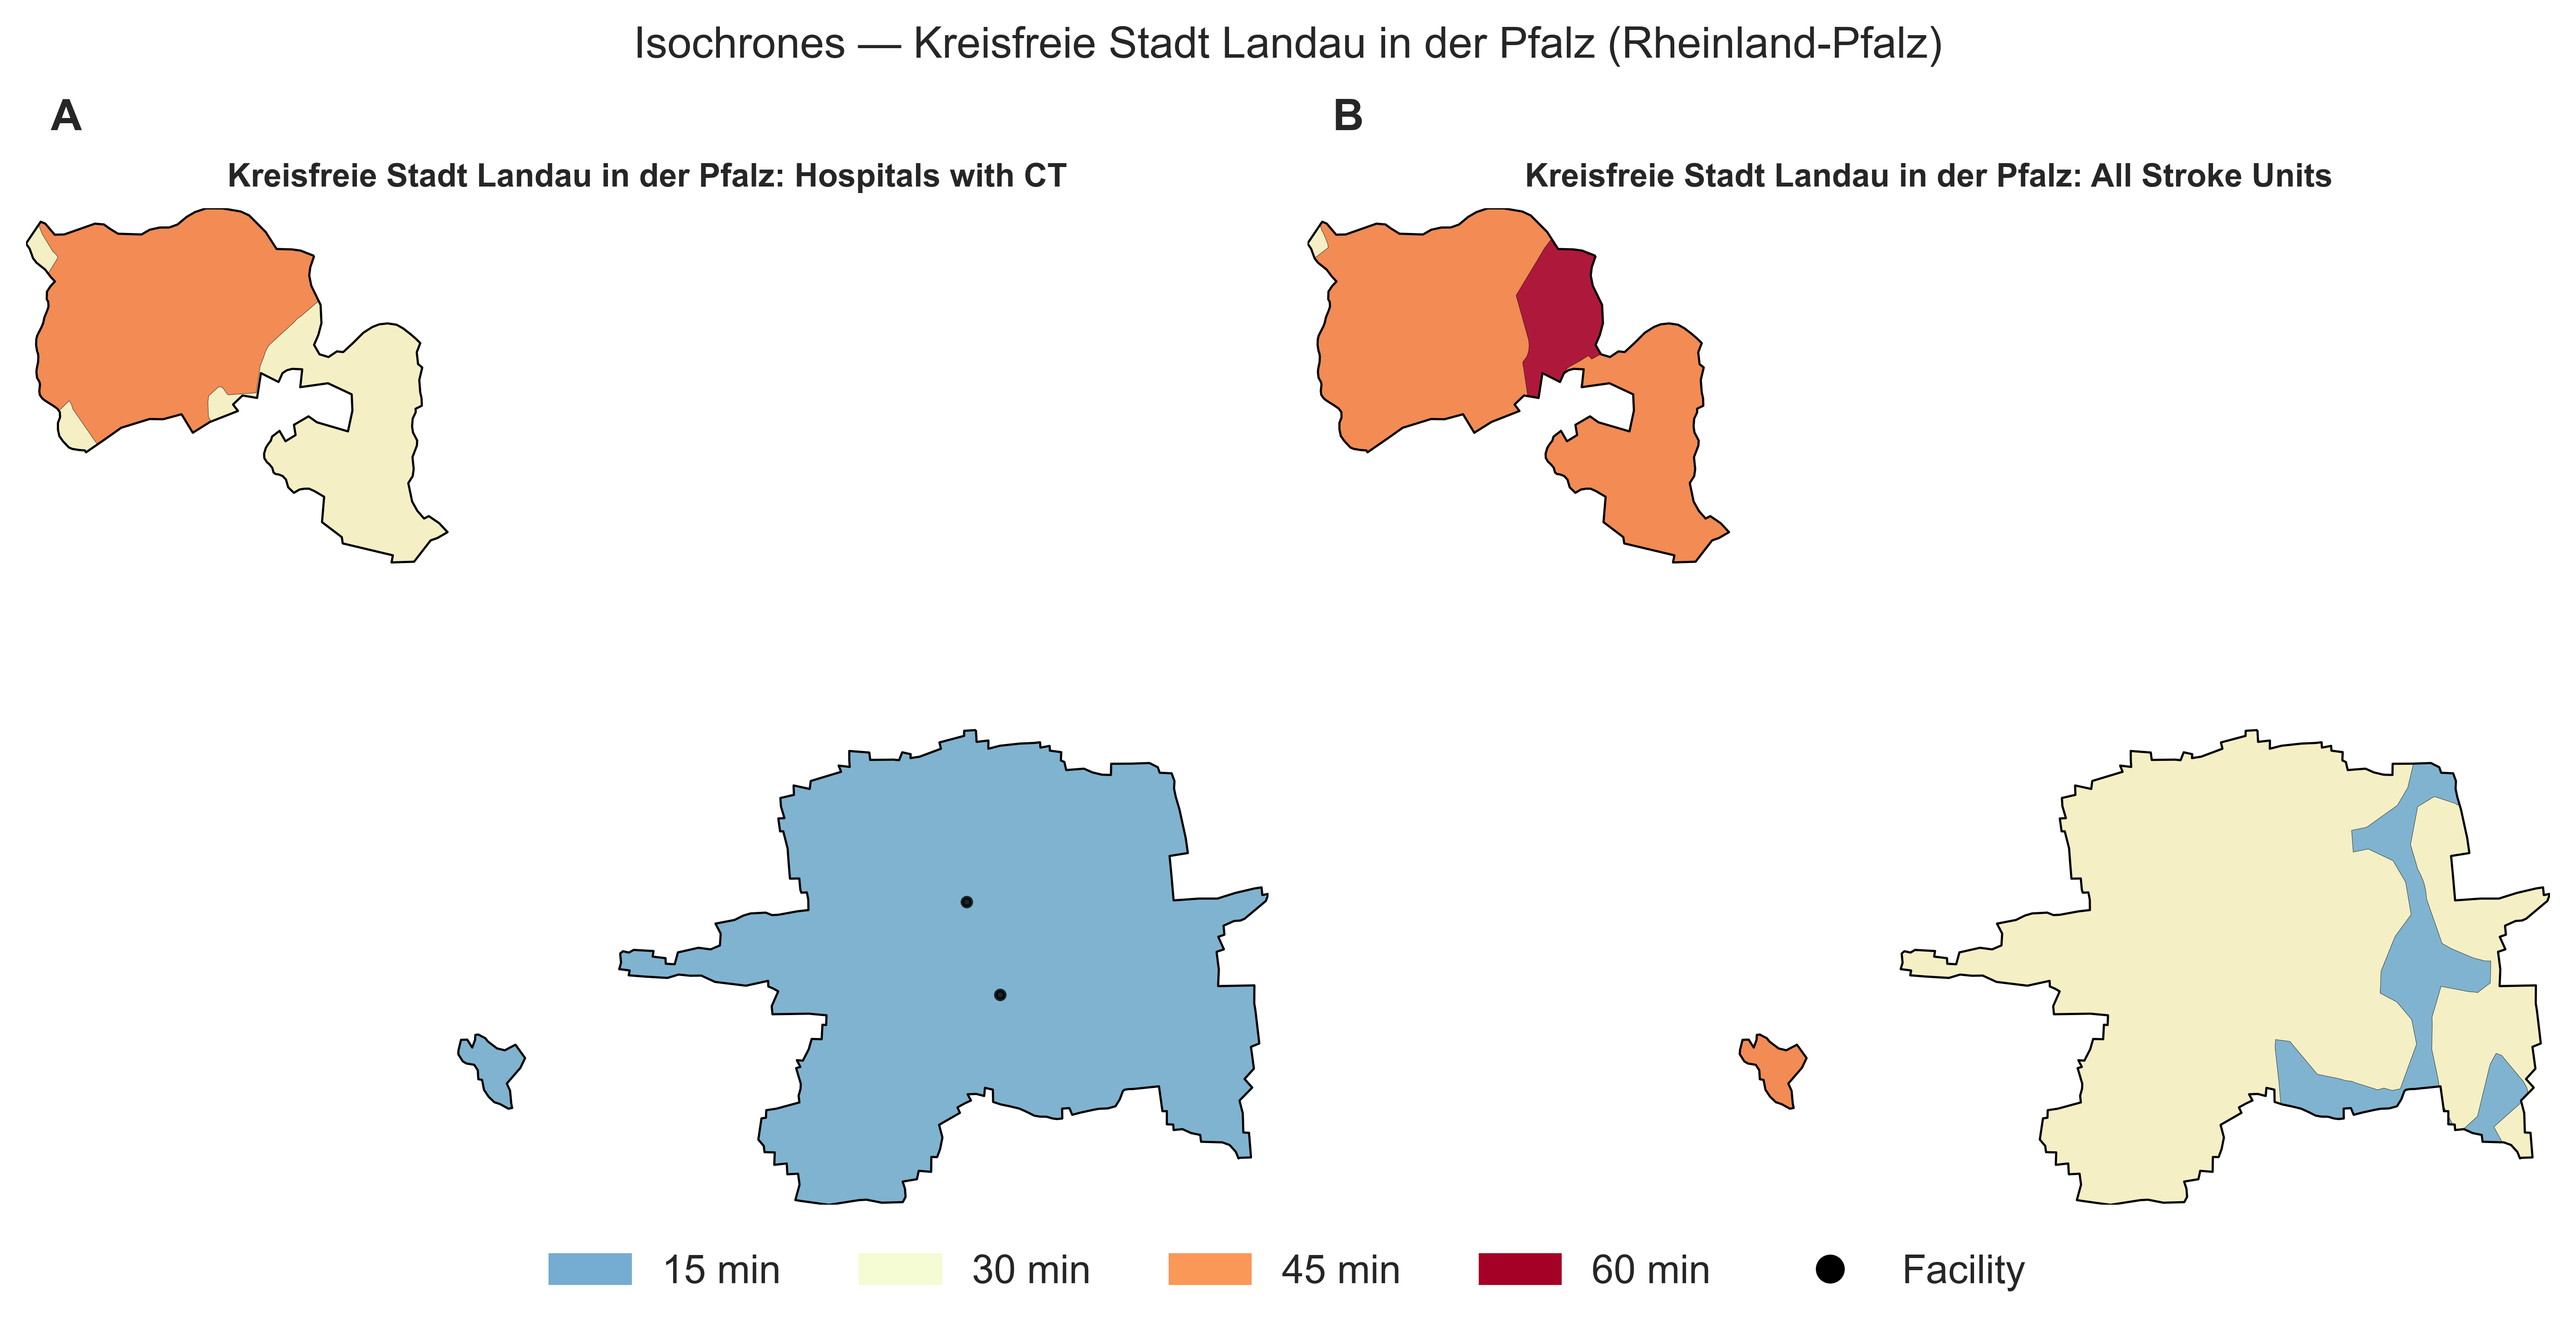 Isochrones — Kreisfreie Stadt Landau in der Pfalz (Rheinland-Pfalz)
A
B
Kreisfreie Stadt Landau in der Pfalz: Hospitals with CT
Kreisfreie Stadt Landau in der Pfalz: All Stroke Units
15 min
30 min
45 min
60 min
Facility